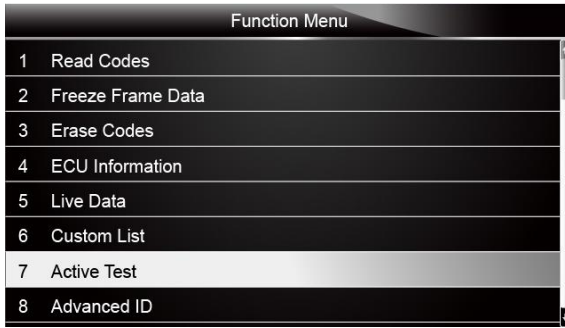 Function Menu
1 Read Codes
2 Freeze Frame Data
3 Erase Codes
4 ECU Information
5 Live Data
6 Custom List
7 Active Test
8 Advanced ID